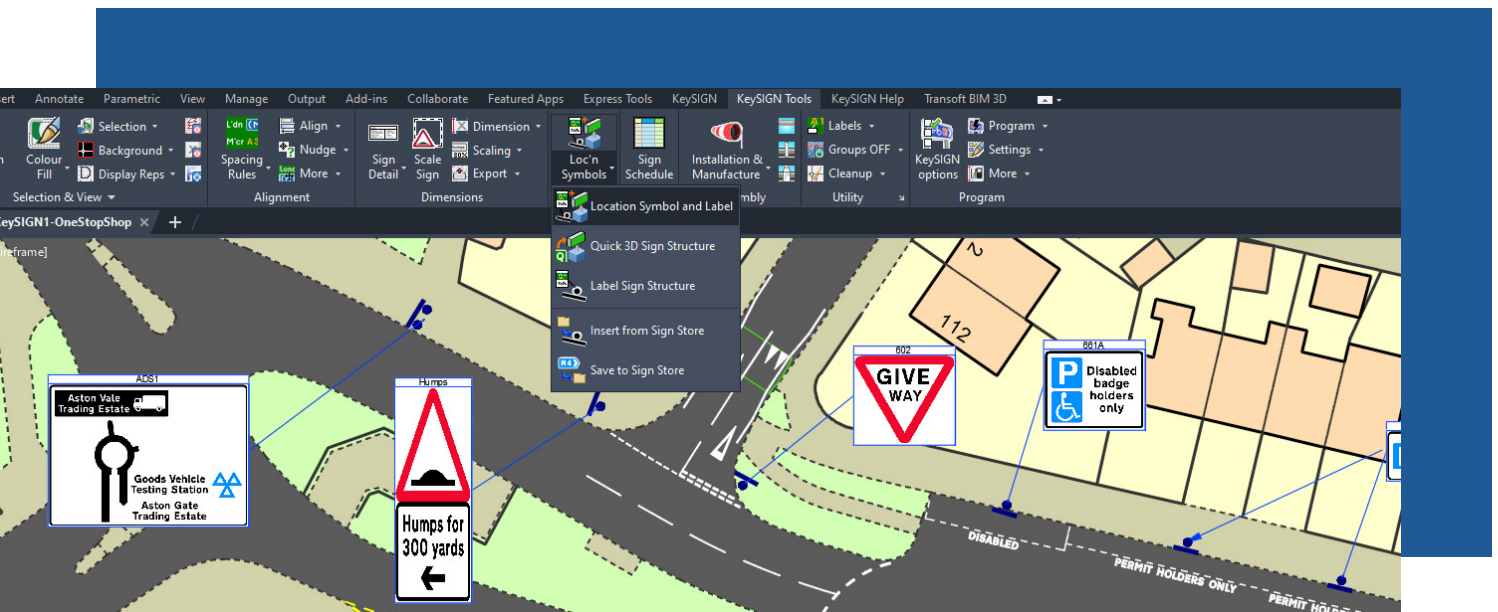 Annotate Parametric View Manage Output Add-ins Collaborate Featured Apps Express Tools KeySIGN KeySIGN Tools KeySIGN Help Transoft BIM 3D
Colour
Fill
Selection
Background
Display Reps
Selection & View
L'dn
M'cr
Spacing
Rules
Align
Nudge
More
Alignment
Sign
Detail
Scale
Sign
Dimension
Scaling
Export
Dimensions
Loc'n
Symbols
Sign
Schedule
Installation &
Manufacture
Labels
Groups OFF
Cleanup
Utility
KeySIGN
options
Program
Settings
More
Program
Location Symbol and Label
Quick 3D Sign Structure
Label Sign Structure
Insert from Sign Store
Save to Sign Store
KeySIGN1-OneStopShop
ADS1
Aston Vale
Trading Estate
Goods Vehicle
Testing Station
Aston Gate
Trading Estate
Humps
Humps for
300 yards
602
GIVE
WAY
661A
P
Disabled
badge
holders
only
2
112
DISABLED
PERMIT HOLDERS ONLY